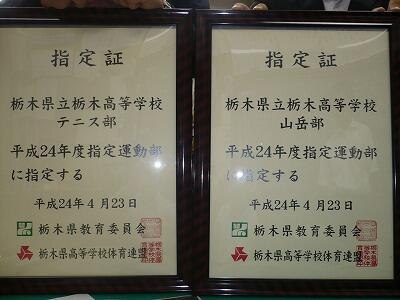 指定証
栃木県立栃木高等学校
テニス部
平成24年度指定運動部
に指定する
平成24年4月23日
栃木県教育委員会
栃木県高等学校体育連盟
指定証
栃木県立栃木高等学校
山岳部
平成24年度指定運動部
に指定する
平成24年4月23日
栃木県教育委員会
栃木県高等学校体育連盟